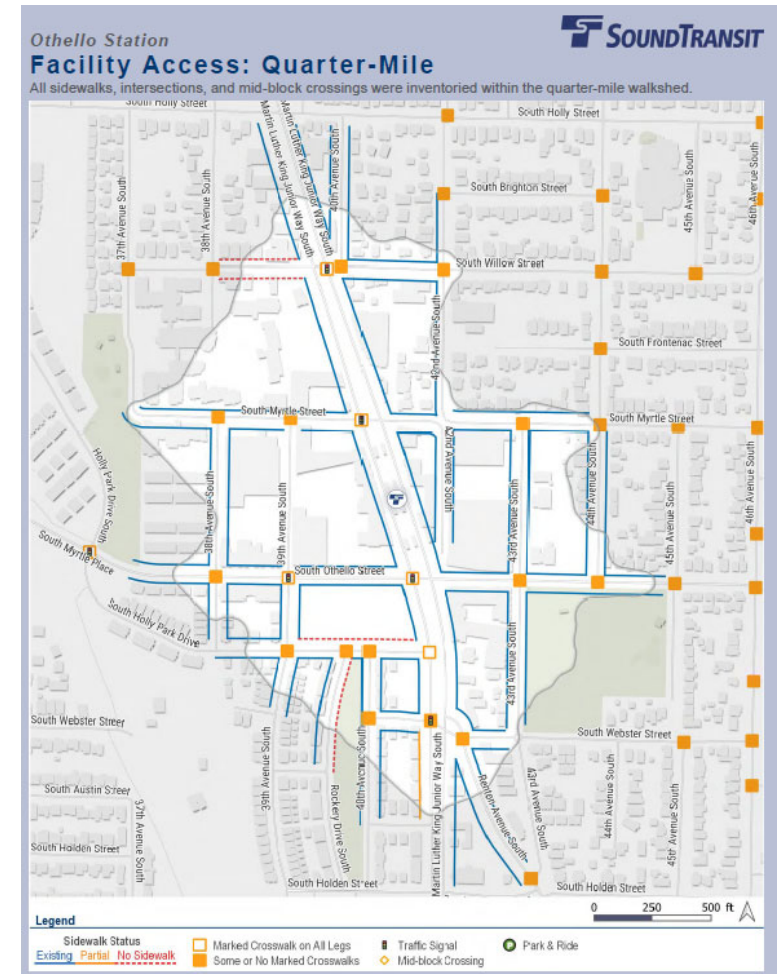 Othello Station
SOUNDTRANSIT
Facility Access: Quarter-Mile
All sidewalks, intersections, and mid-block crossings were inventoried within the quarter-mile walkshed.
South Holly Street
South Holly Street
Martin Luther King Junior Way South
Martin Luther King Junior Way South
40th Avenue South
37th Avenue South
38th Avenue South
South Brighton Street
45th Avenue South
46th Avenue South
South Willow Street
42nd Avenue South
South Frontenac Street
South Myrtle Street
South Myrtle Street
Holly Park Drive South
38th Avenue South
39th Avenue South
42nd Avenue South
43rd Avenue South
44th Avenue South
45th Avenue South
46th Avenue South
South Myrtle Place
South Othello Street
South Holly Park Drive
43rd Avenue South
South Webster Street
South Webster Street
39th Avenue South
Rockery Drive South
40th Avenue South
Martin Luther King Junior Way South
Renton Avenue South
43rd Avenue South
44th Avenue South
45th Avenue South
South Austin Street
37th Avenue South
South Holden Street
South Holden Street
South Holden Street
0 250 500 ft
Legend
Sidewalk Status
Existing Partial No Sidewalk
Marked Crosswalk on All Legs
Some or No Marked Crosswalks
Traffic Signal
Mid-block Crossing
Park & Ride